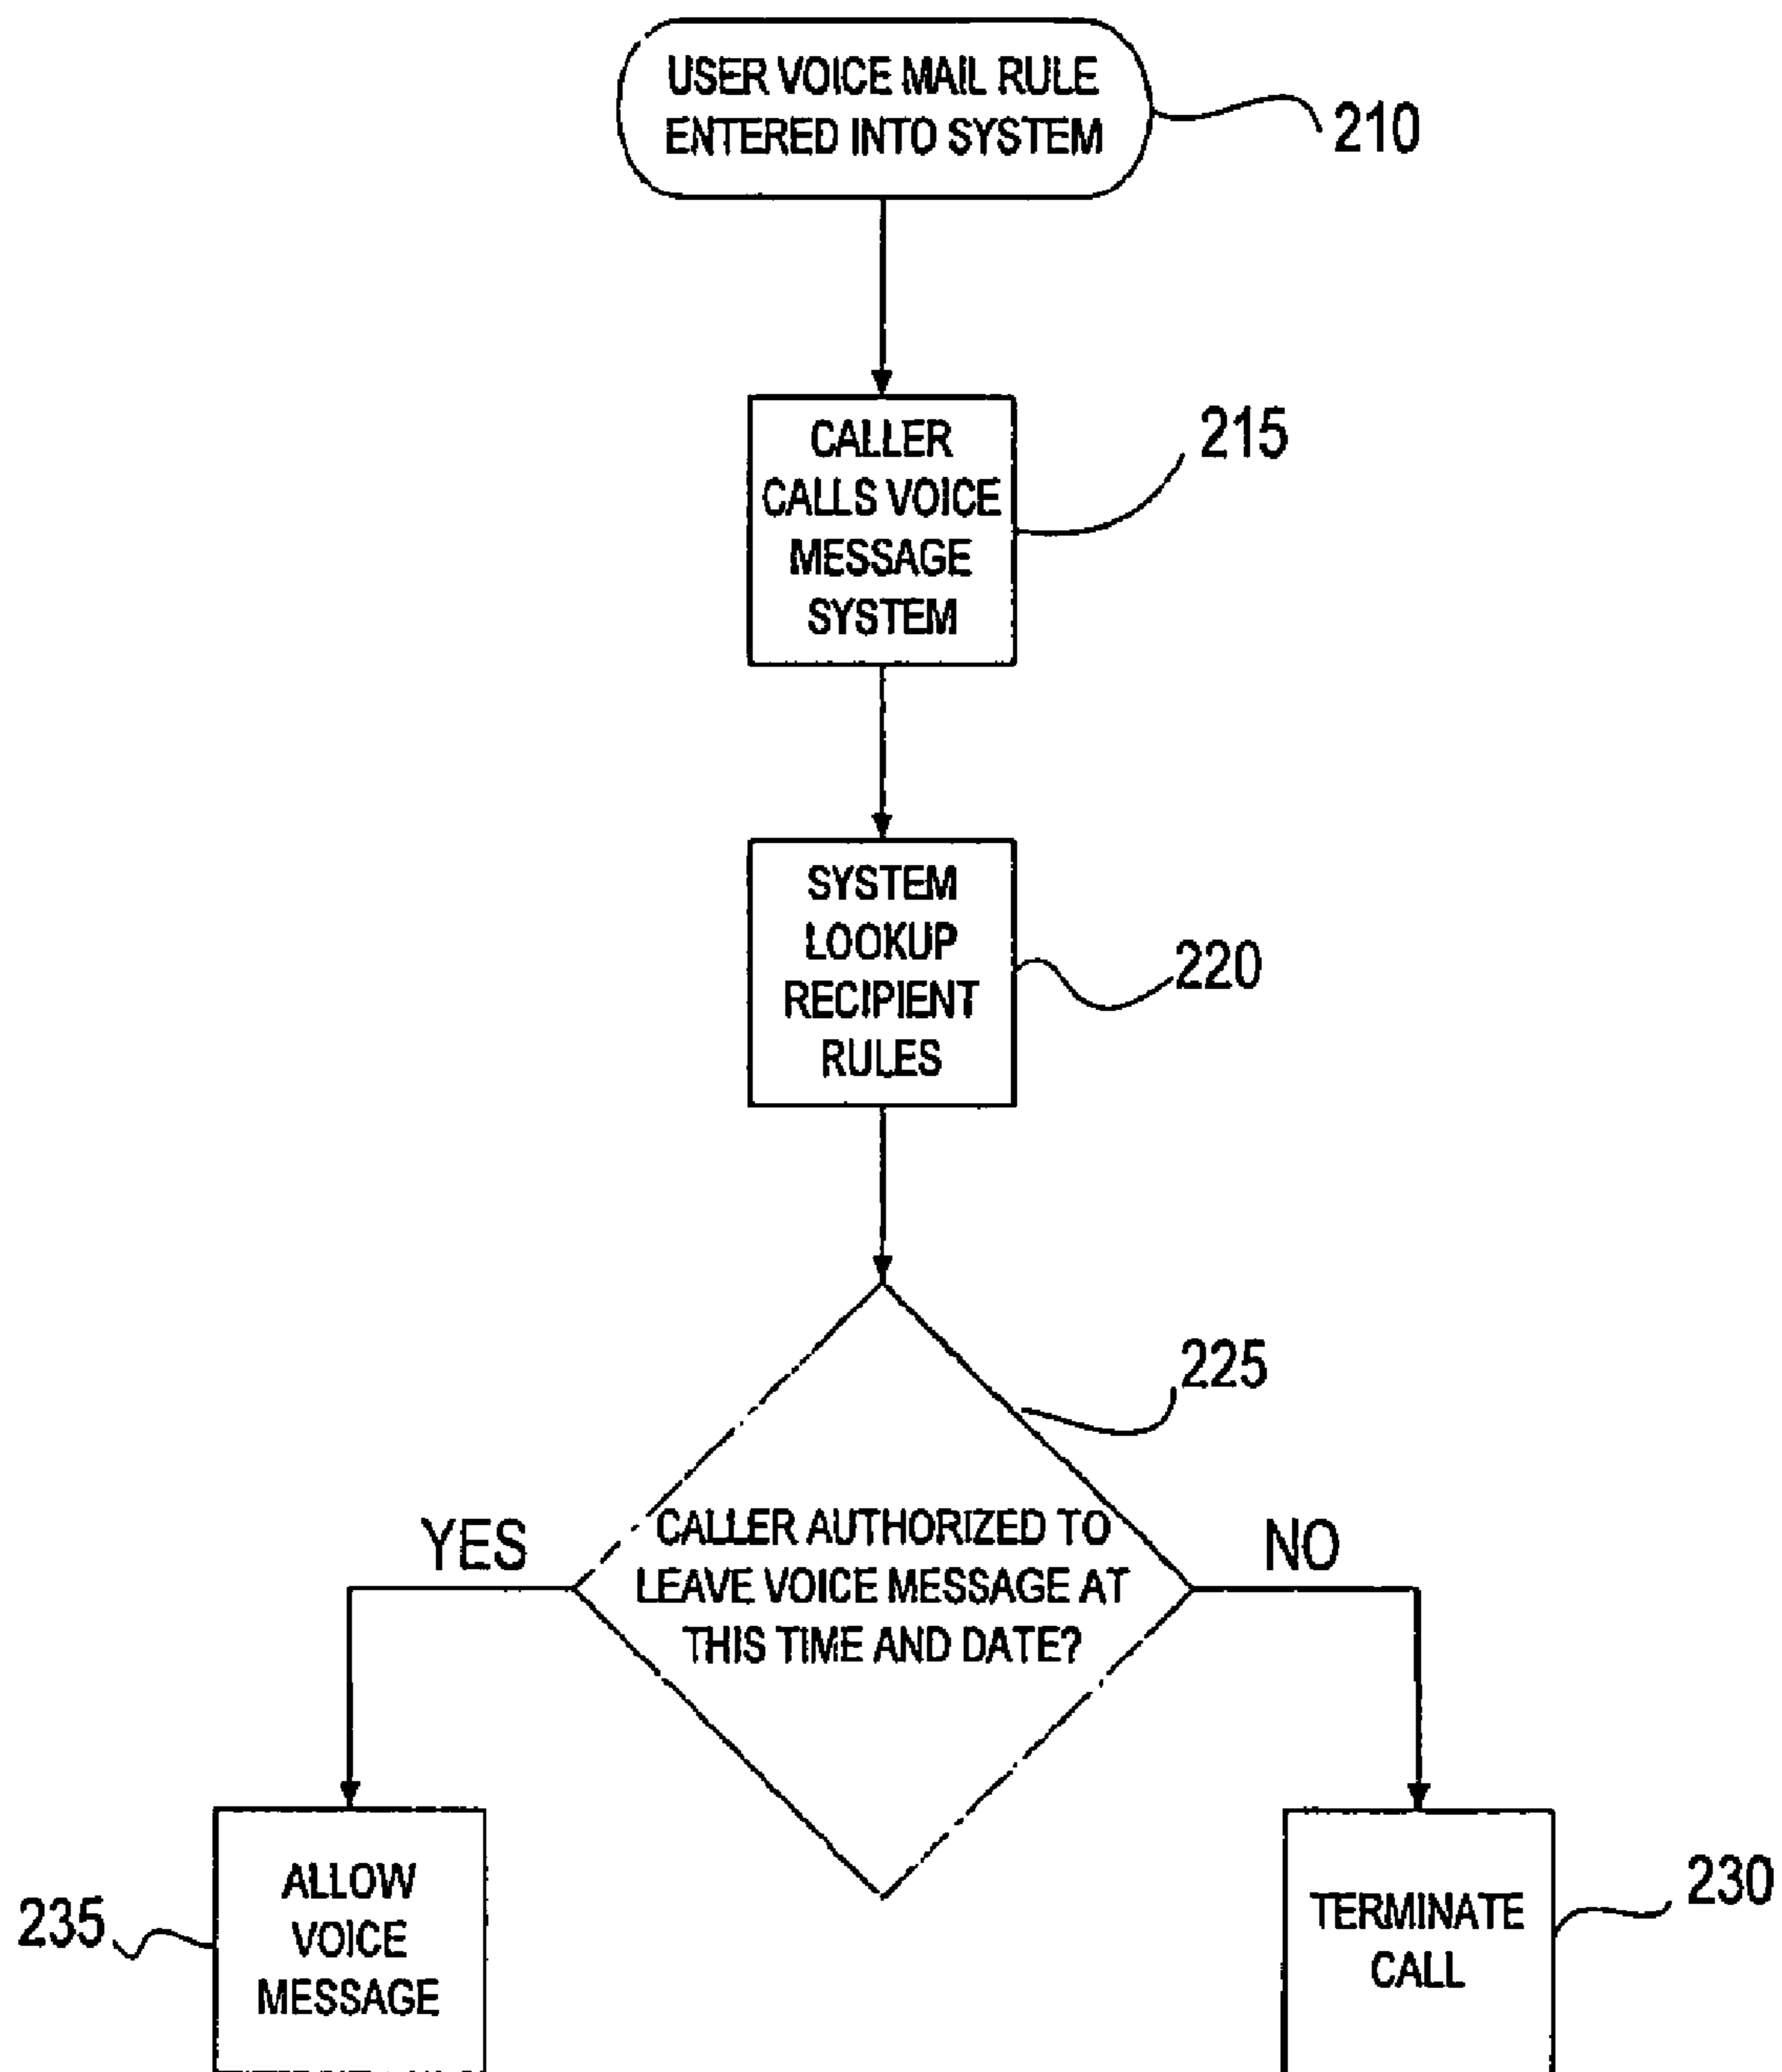 USER VOICE MAIL RULE
ENTERED INTO SYSTEM
210
CALLER
CALLS VOICE
MESSAGE
SYSTEM
215
SYSTEM
LOOKUP
RECIPIENT
RULES
220
225
CALLER AUTHORIZED TO
LEAVE VOICE MESSAGE AT
THIS TIME AND DATE?
YES
NO
ALLOW
VOICE
MESSAGE
235
TERMINATE
CALL
230